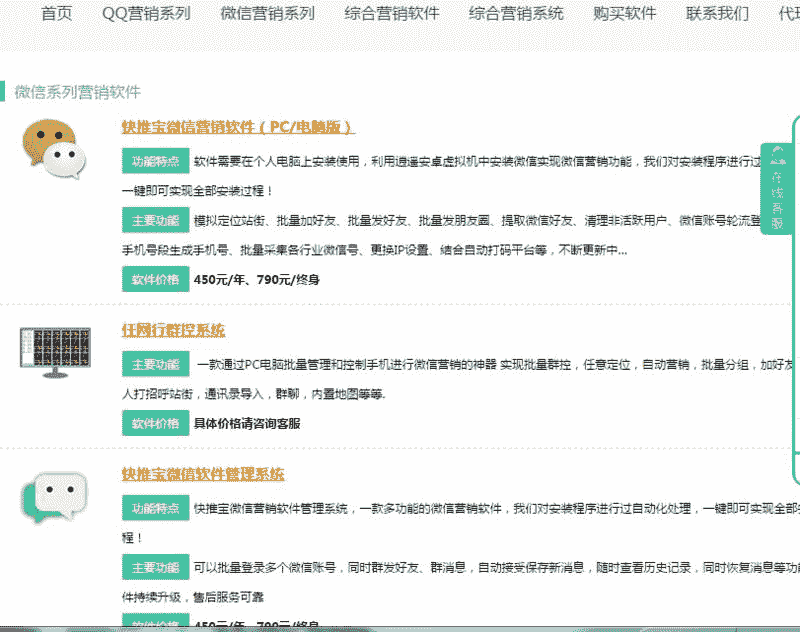 首页 QQ营销系列 微信营销系列 综合营销软件 综合营销系统 购买软件 联系我们
微信系列营销软件
快推宝微信营销软件（PC/电脑版）
功能特点 软件需要在个人电脑上安装使用，利用逍遥安卓虚拟机中安装微信实现微信营销功能，我们对安装程序进行过
一键即可实现全部安装过程！
主要功能 模拟定位站街、批量加好友、批量发好友、批量发朋友圈、提取微信好友、清理非活跃用户、微信账号轮流登
手机号段生成手机号、批量采集各行业微信号、更换IP设置、结合自动打码平台等，不断更新中...
软件价格 450元/年、790元/终身
任网行群控系统
主要功能 一款通过PC电脑批量管理和控制手机进行微信营销的神器 实现批量群控，任意定位，自动营销，批量分组，加好友
人打招呼站街，通讯录导入，群聊，内置地图等等.
软件价格 具体价格请咨询客服
快推宝微信软件管理系统
功能特点 快推宝微信营销软件管理系统，一款多功能的微信营销软件，我们对安装程序进行过自动化处理，一键即可实现全部
程！
主要功能 可以批量登录多个微信账号，同时群发好友、群消息，自动接受保存新消息，随时查看历史记录，同时恢复消息等功
件持续升级，售后服务可靠
软件价格 450元/年、790元/终身
在线客服